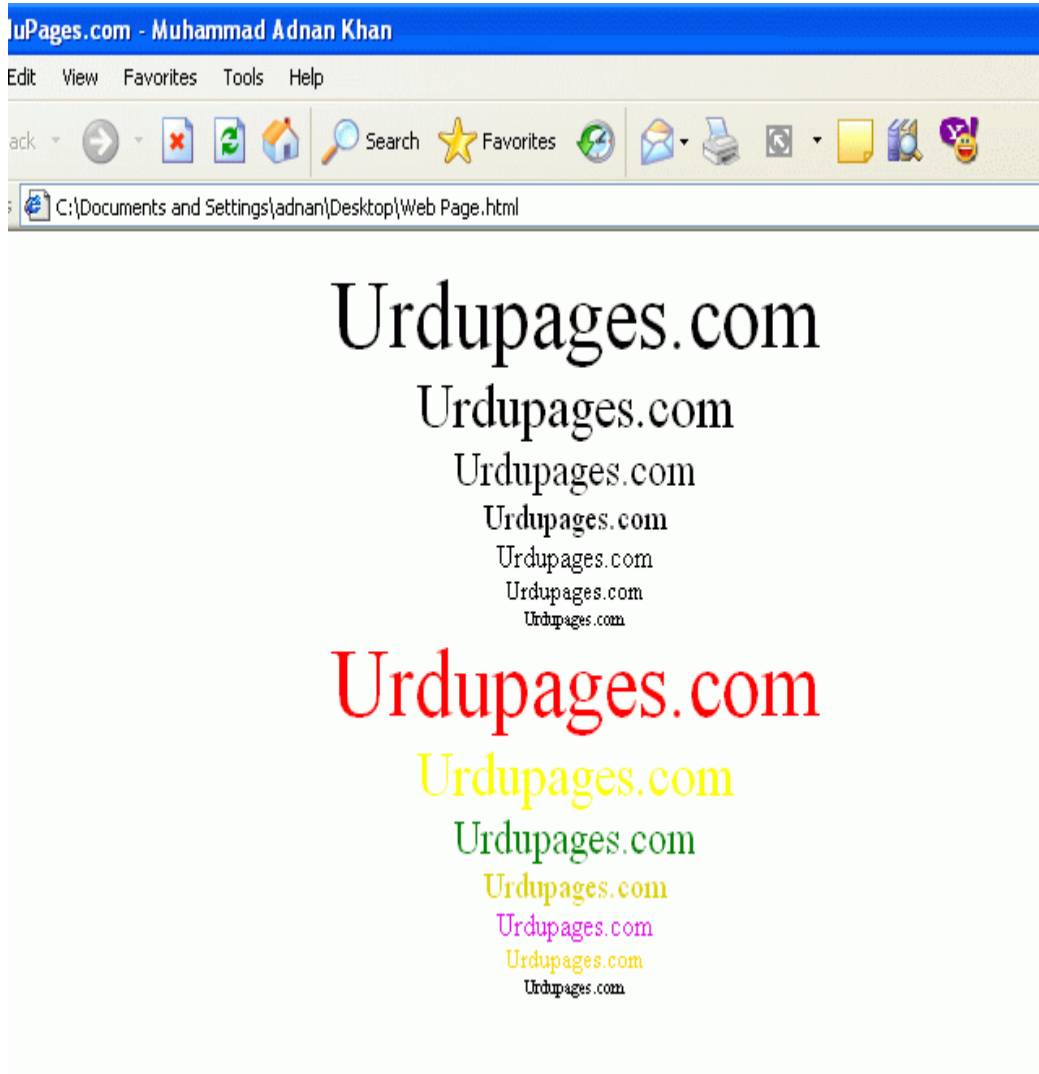 luPages.com - Muhammad Adnan Khan
Edit View Favorites Tools Help
ack Search Favorites
C:\Documents and Settings\adnan\Desktop\Web Page.html
Urdupages.com
Urdupages.com
Urdupages.com
Urdupages.com
Urdupages.com
Urdupages.com
Urdupages.com
Urdupages.com
Urdupages.com
Urdupages.com
Urdupages.com
Urdupages.com
Urdupages.com
Urdupages.com